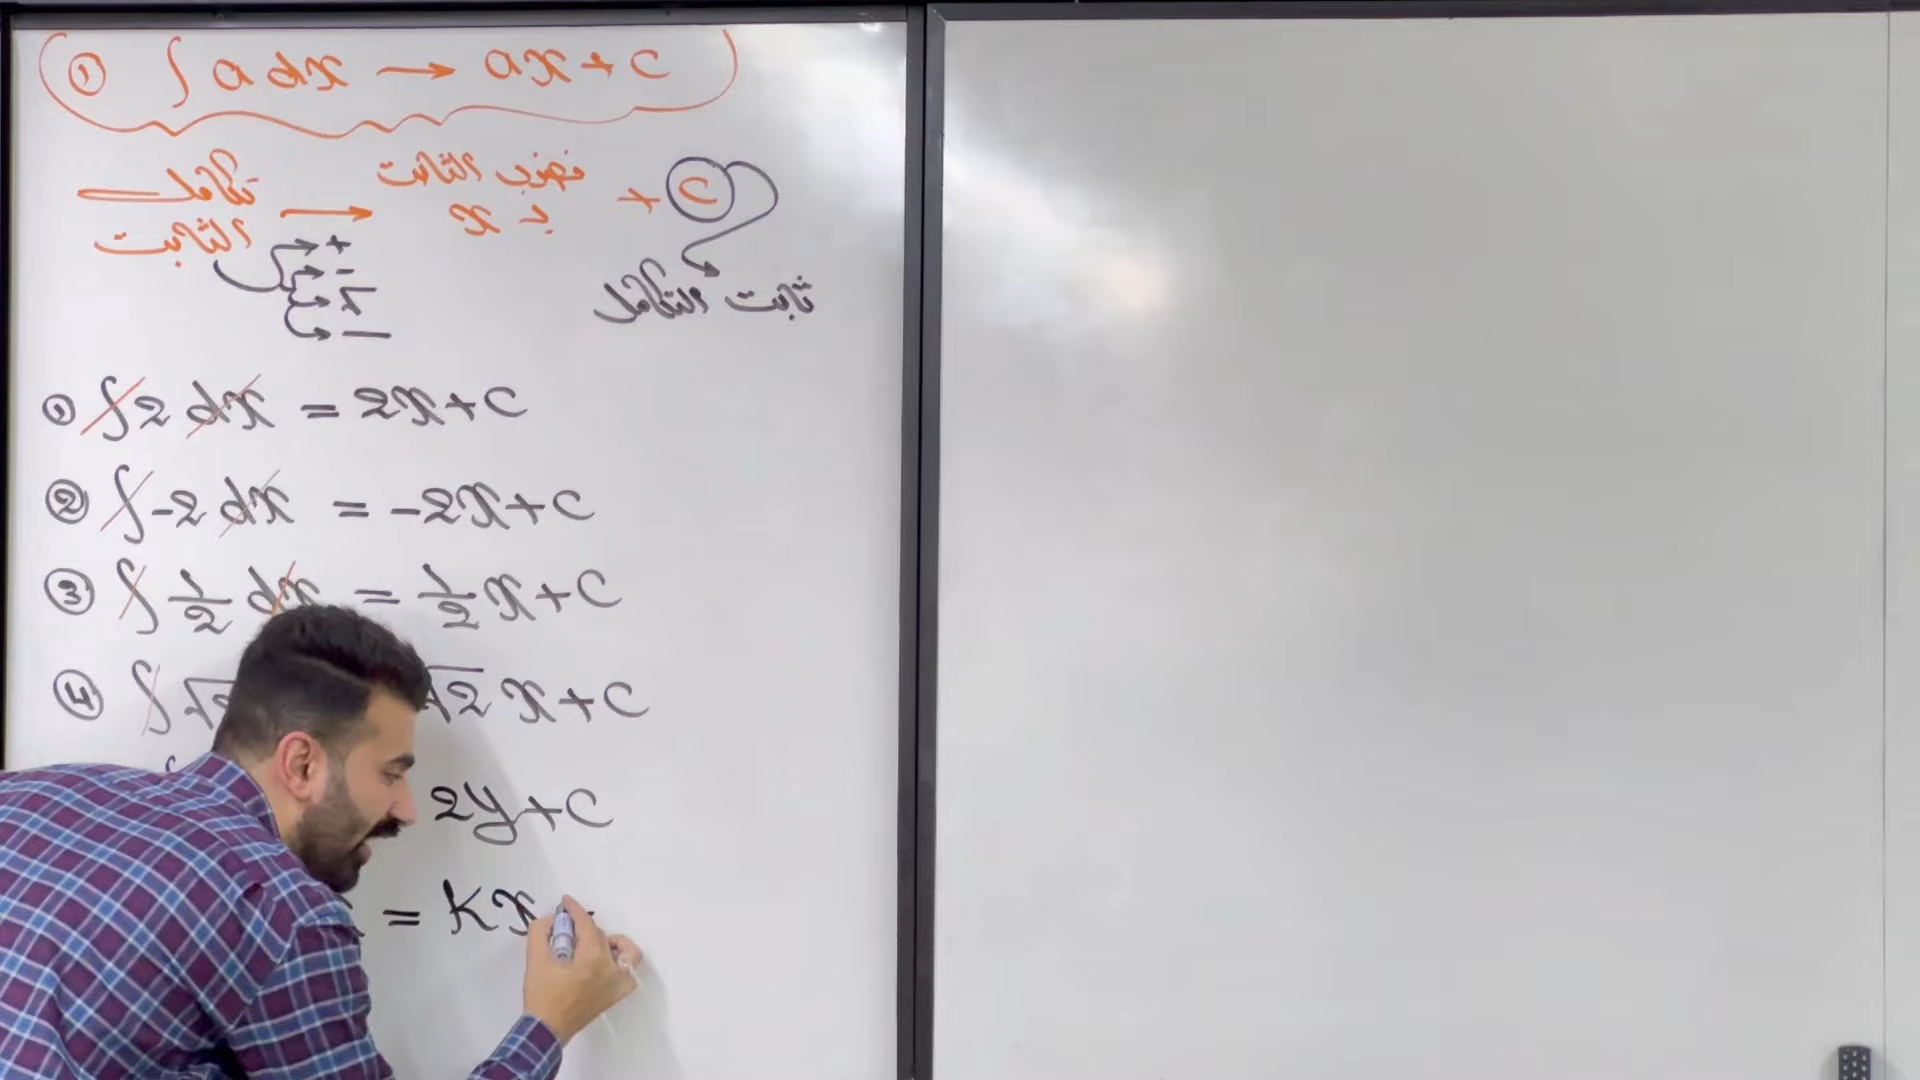 ① ∫ a dx → ax + c
تكامل الثابت → نضرب الثابت بـ x + c
+
-
√
—
ثابت التكامل
① ∫ 2 dx = 2x + c
② ∫ -2 dx = -2x + c
③ ∫ 1/2 dx = 1/2 x + c
④ ∫ √2 x + c
2y + c
= kx +